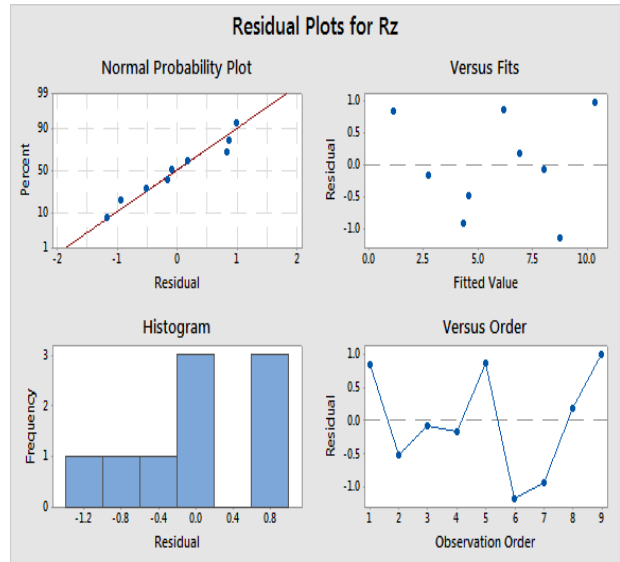 Residual Plots for Rz
Normal Probability Plot
99
90
50
10
1
Percent
-2 -1 0 1 2
Residual
Versus Fits
1.0
0.5
0.0
-0.5
-1.0
Residual
0.0 2.5 5.0 7.5 10.0
Fitted Value
Histogram
3
2
1
0
Frequency
-1.2 -0.8 -0.4 0.0 0.4 0.8
Residual
Versus Order
1.0
0.5
0.0
-0.5
-1.0
Residual
1 2 3 4 5 6 7 8 9
Observation Order